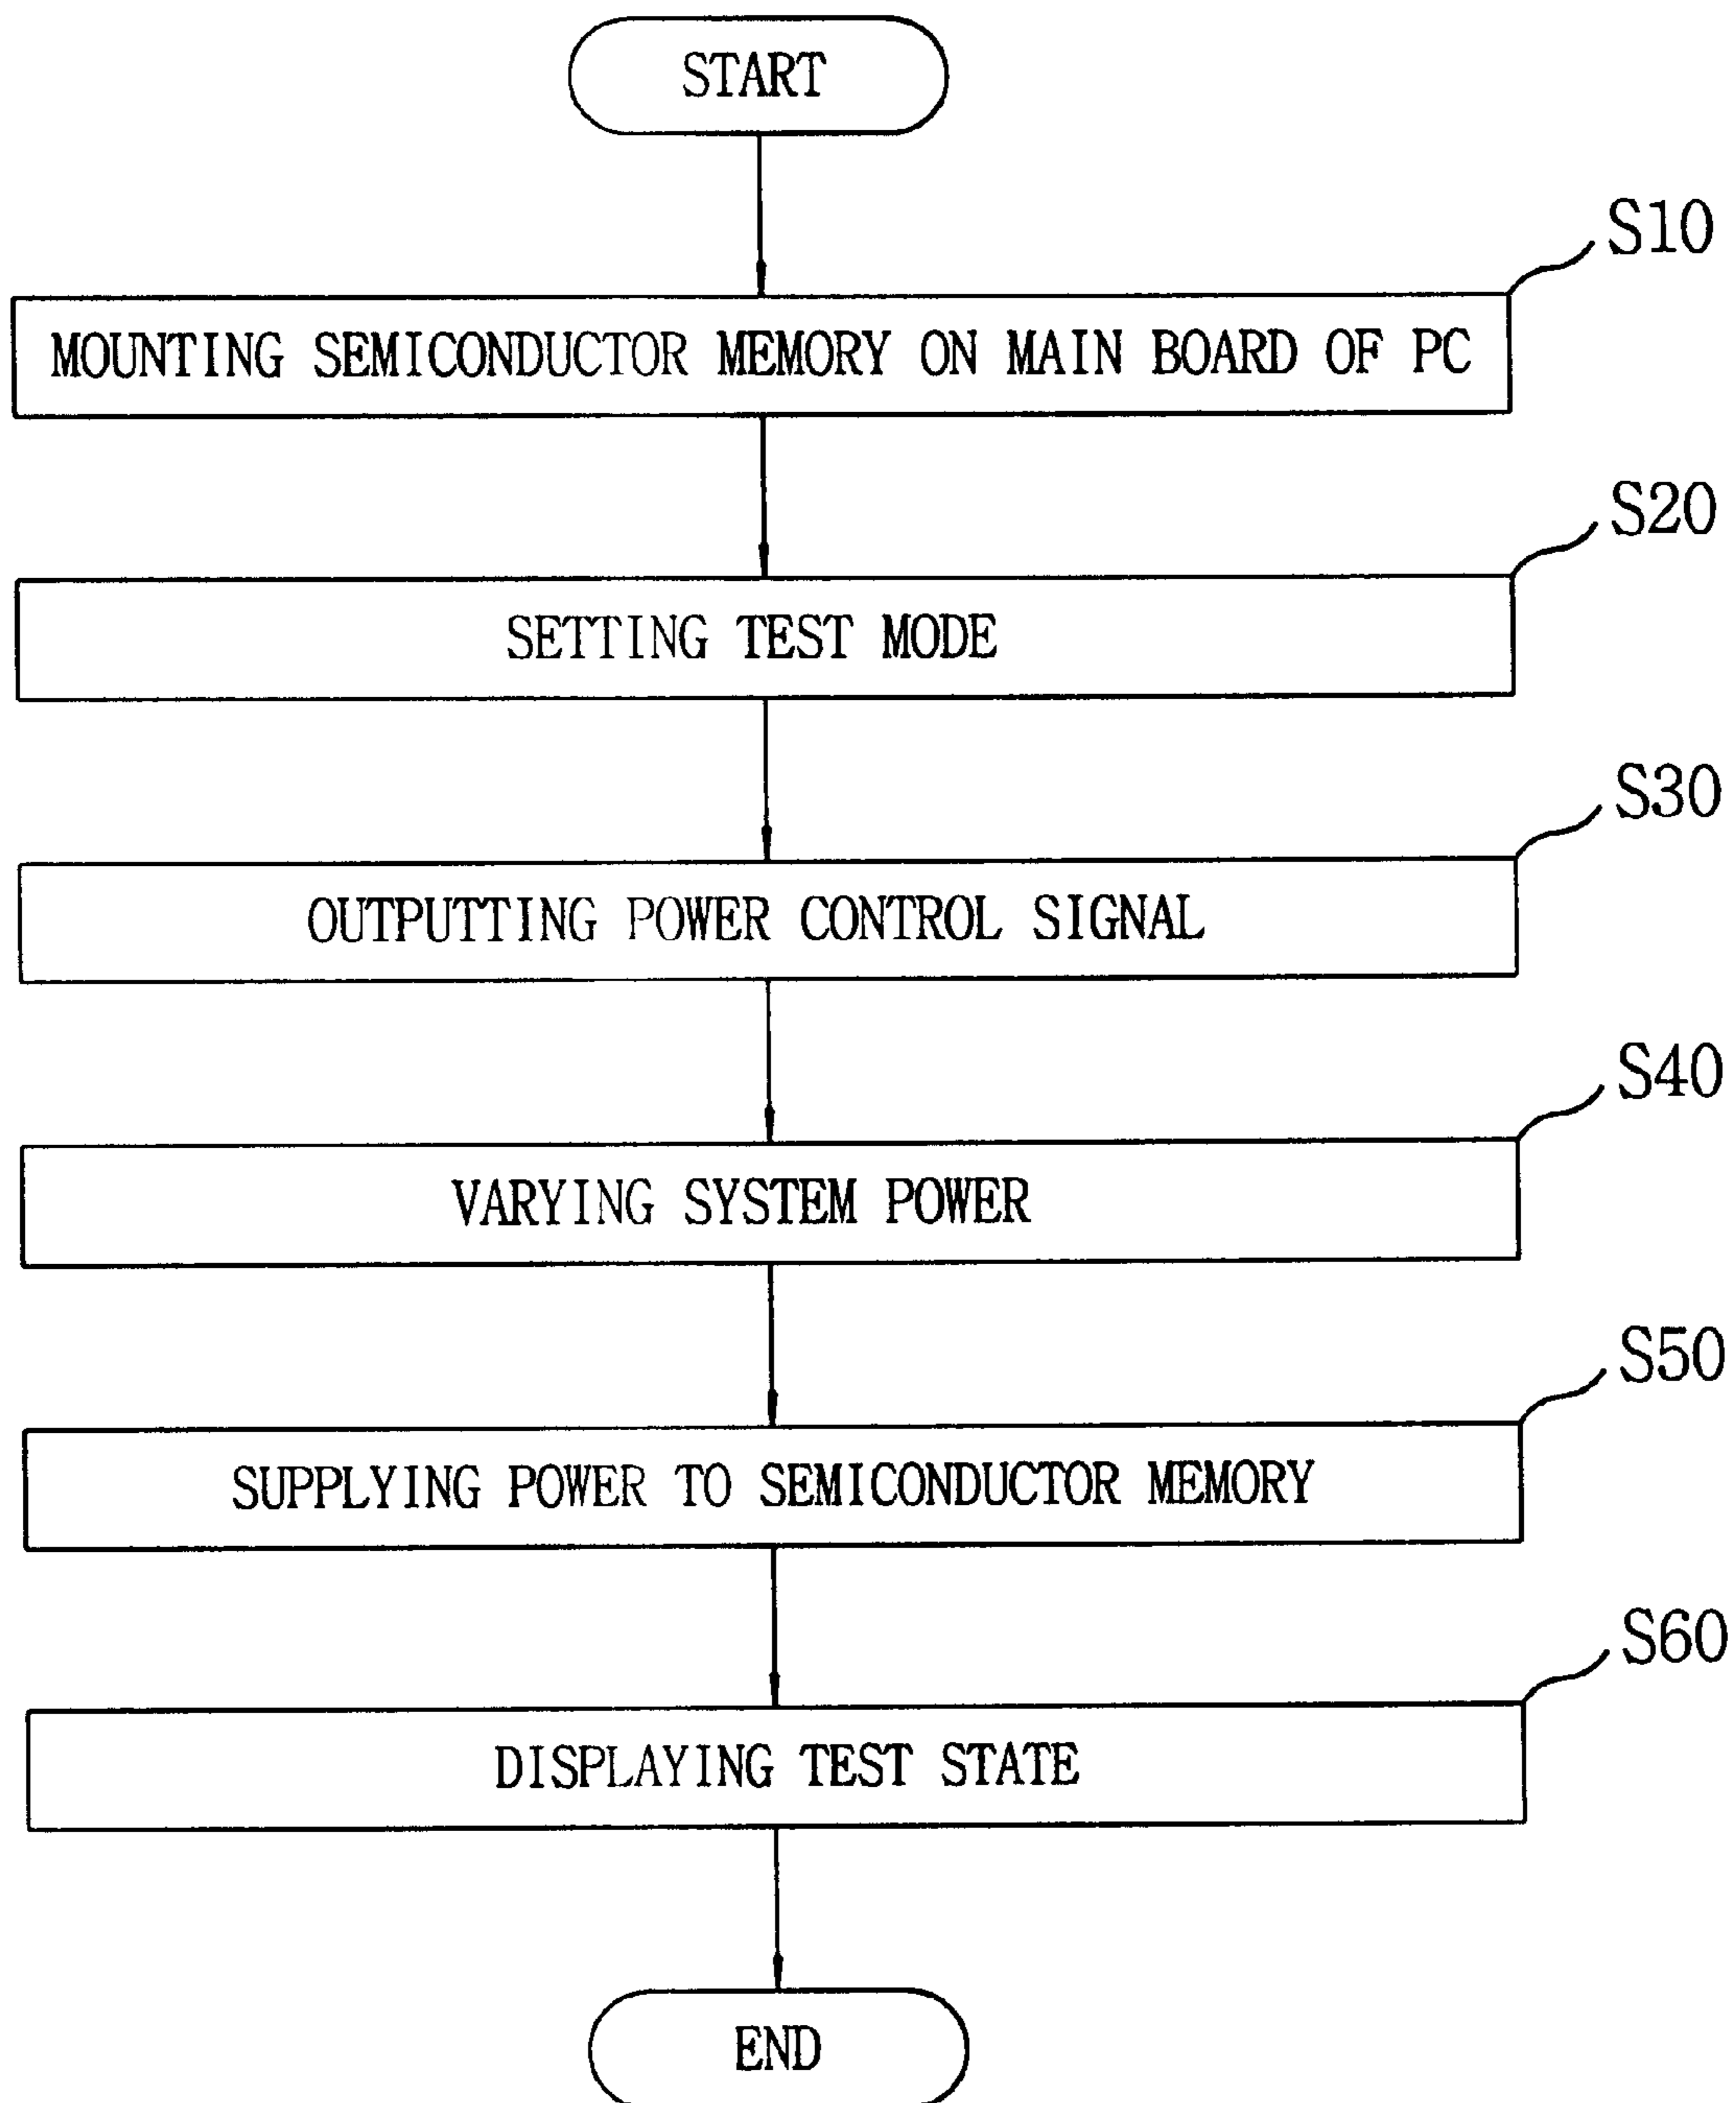 START
S10
MOUNTING SEMICONDUCTOR MEMORY ON MAIN BOARD OF PC
S20
SETTING TEST MODE
S30
OUTPUTTING POWER CONTROL SIGNAL
S40
VARYING SYSTEM POWER
S50
SUPPLYING POWER TO SEMICONDUCTOR MEMORY
S60
DISPLAYING TEST STATE
END